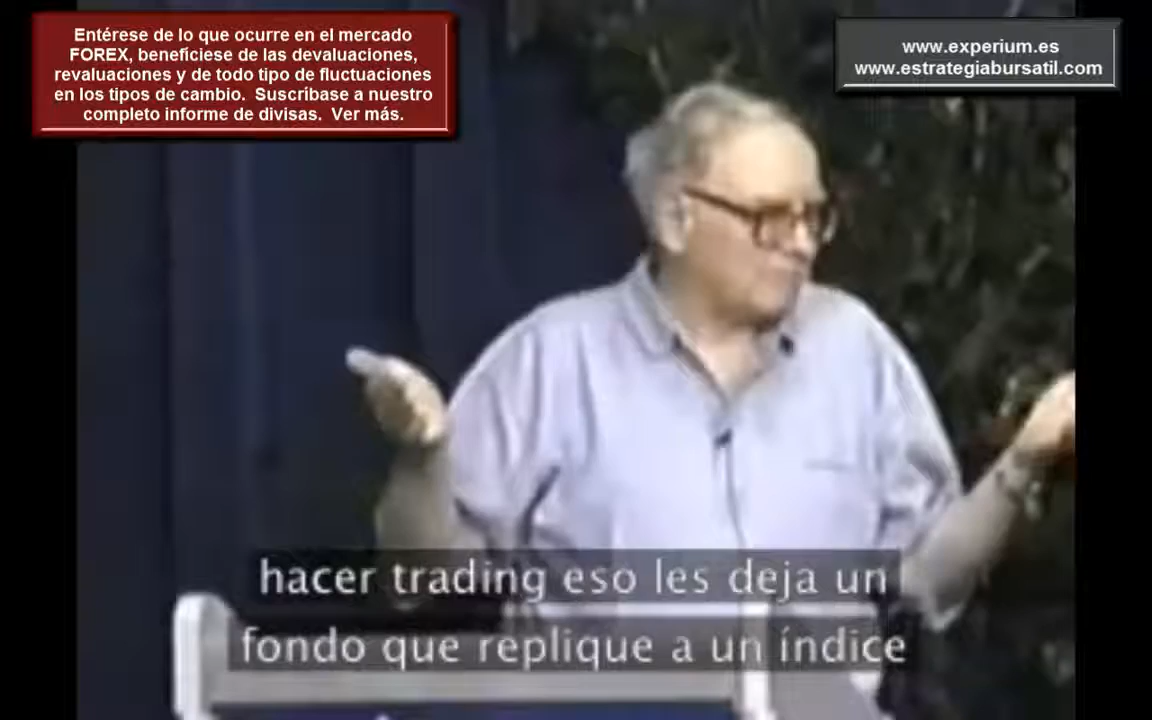 Entérese de lo que ocurre en el mercado
FOREX, benefíciese de las devaluaciones,
revaluaciones y de todo tipo de fluctuaciones
en los tipos de cambio. Suscríbase a nuestro
completo informe de divisas. Ver más.
www.experium.es
www.estrategiabursatil.com
hacer trading eso les deja un
fondo que replique a un índice